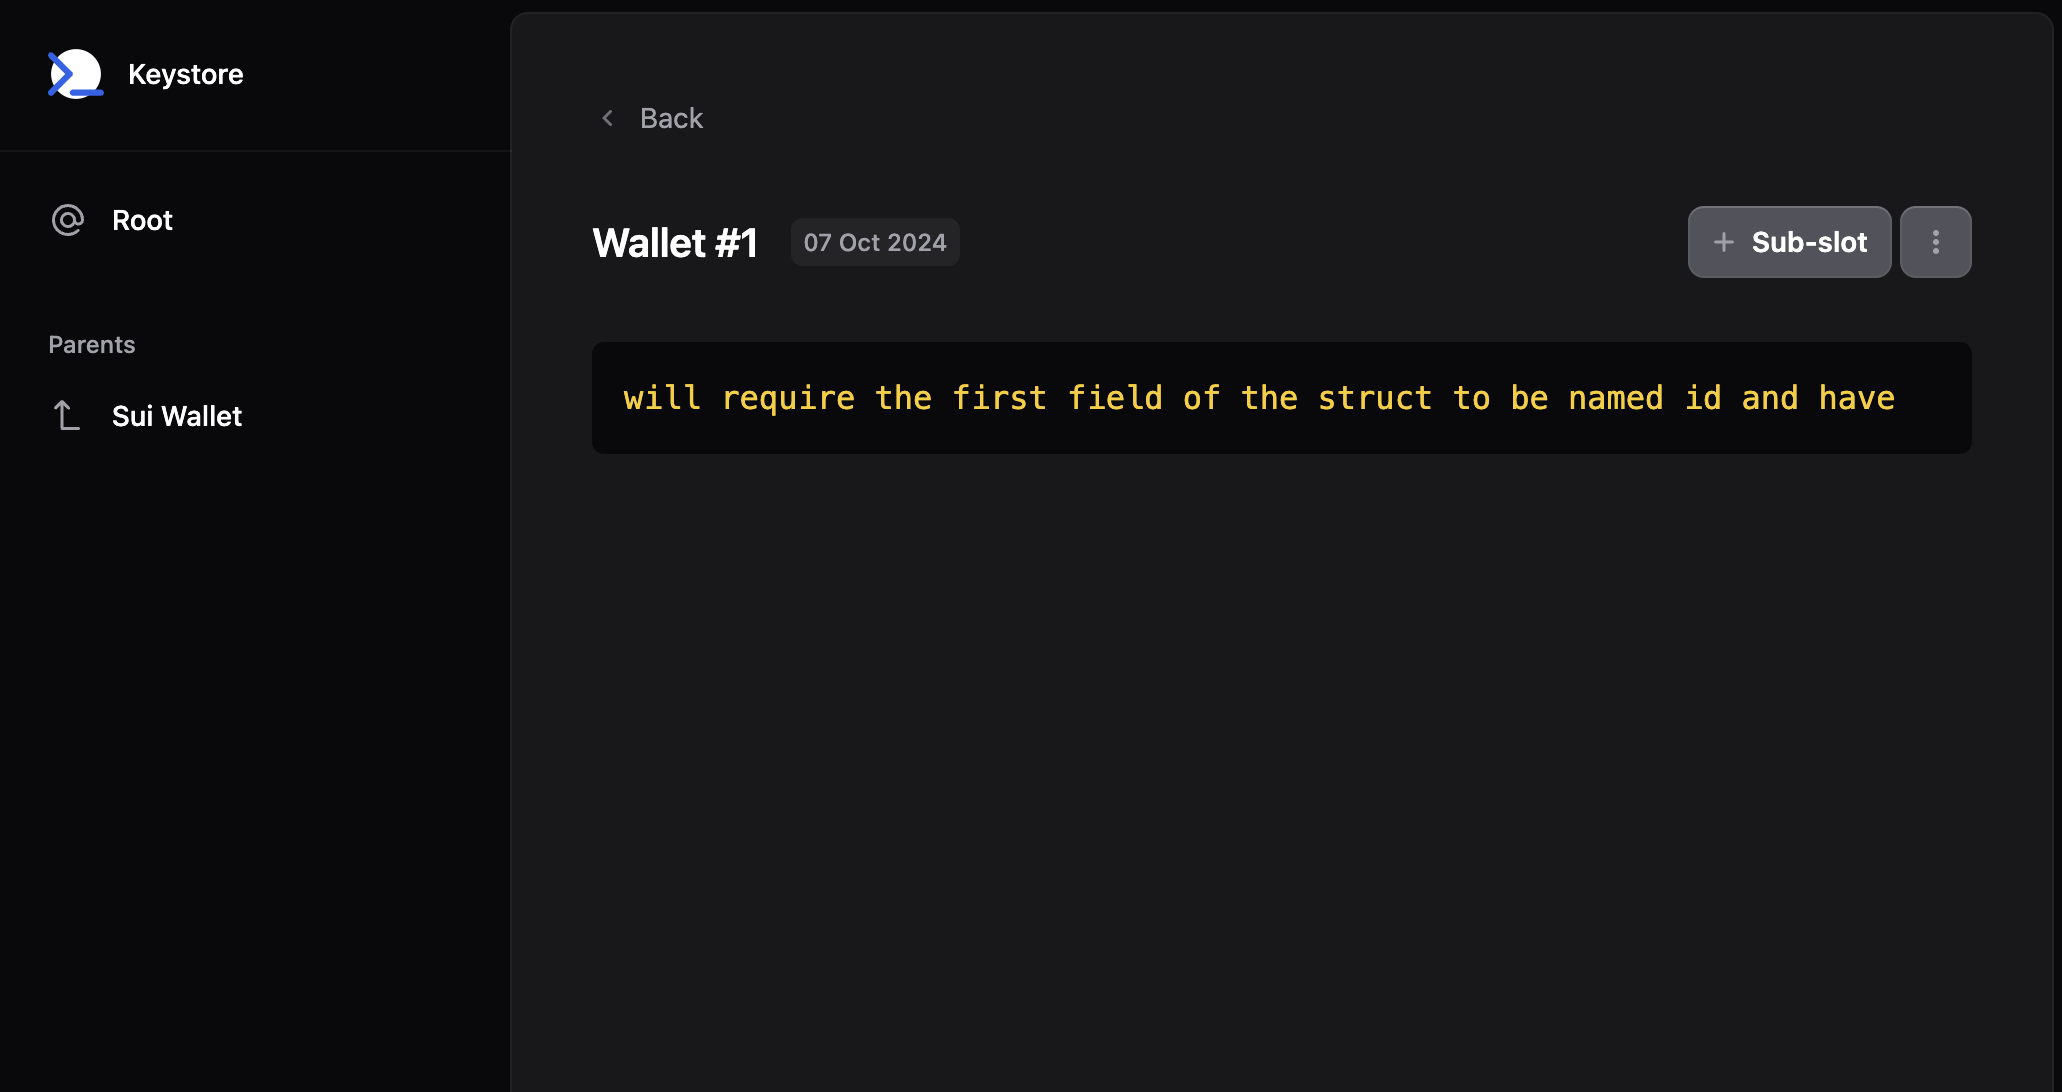 Keystore
Root
Parents
Sui Wallet
Back
Wallet #1
07 Oct 2024
Sub-slot
will require the first field of the struct to be named id and have